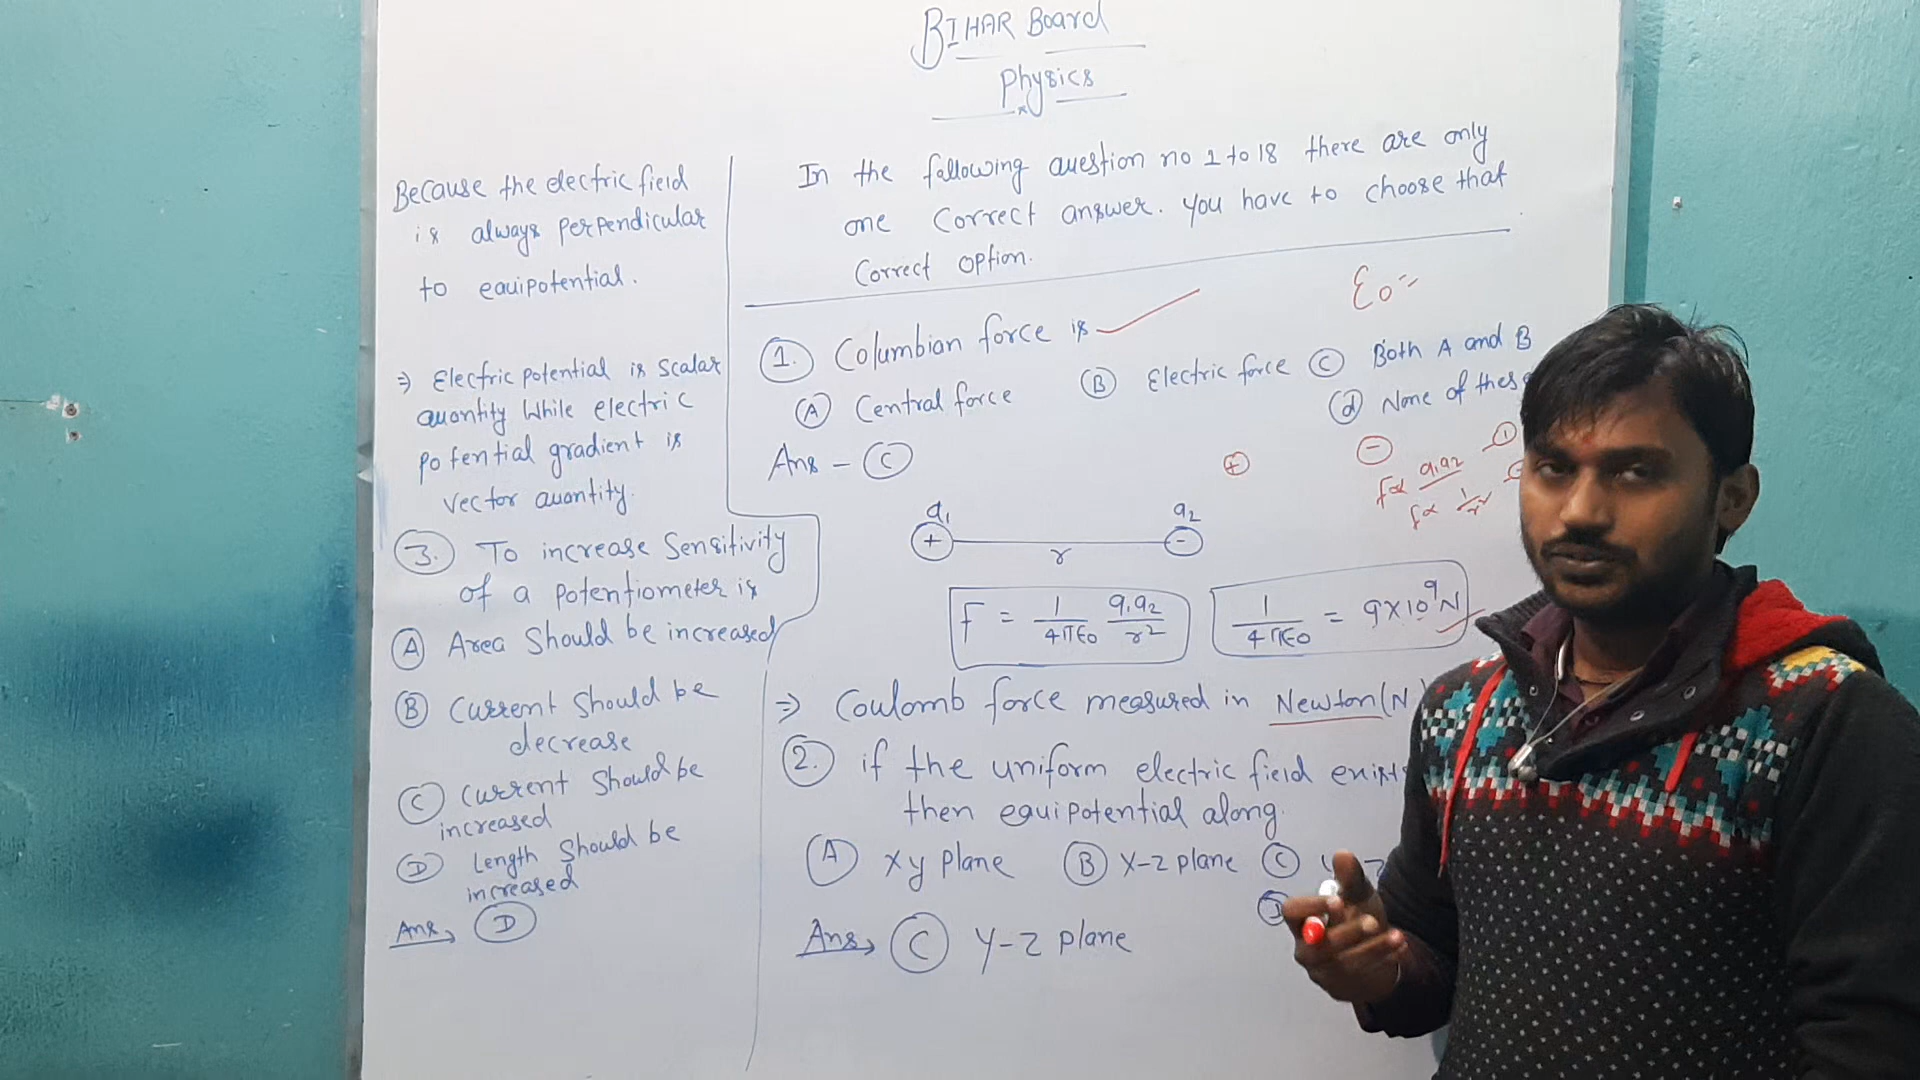 BIHAR Board
Physics
In the following question no 1 to 18 there are only
one correct answer. you have to choose that
correct option.
ε0 =
1. Columbian force is
A Central force B Electric force C Both A and B
d None of these
Ans - C
+ -
f∝ q1q2 - 1
f∝ 1/r²
q1 q2
+ r -
F = 1/4πε0 q1q2/r²
1/4πε0 = 9×10⁹N
⇒ Coulomb force measured in Newton(N)
2. if the uniform electric field exists
then equipotential along.
A xy plane B X-z plane C
D
Ans→ C Y-z plane
Because the electric field
is always perpendicular
to equipotential.
⇒ Electric potential is scalar
quantity while electric
potential gradient is
vector quantity.
3. To increase Sensitivity
of a potentiometer is
A Area should be increased
B Current should be
decrease
C Current should be
increased
D Length should be
increased
Ans→ D